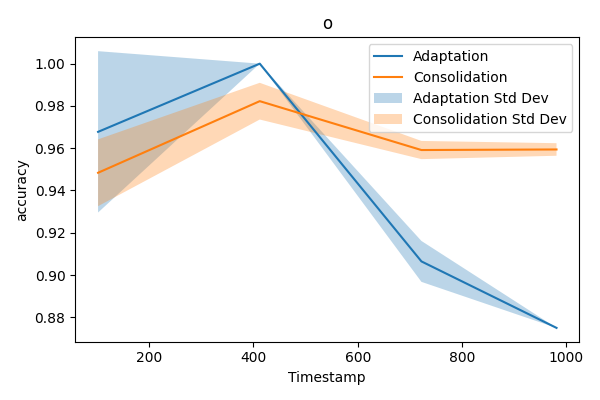 o
Adaptation
Consolidation
Adaptation Std Dev
Consolidation Std Dev
accuracy
1.00
0.98
0.96
0.94
0.92
0.90
0.88
200
400
600
800
1000
Timestamp